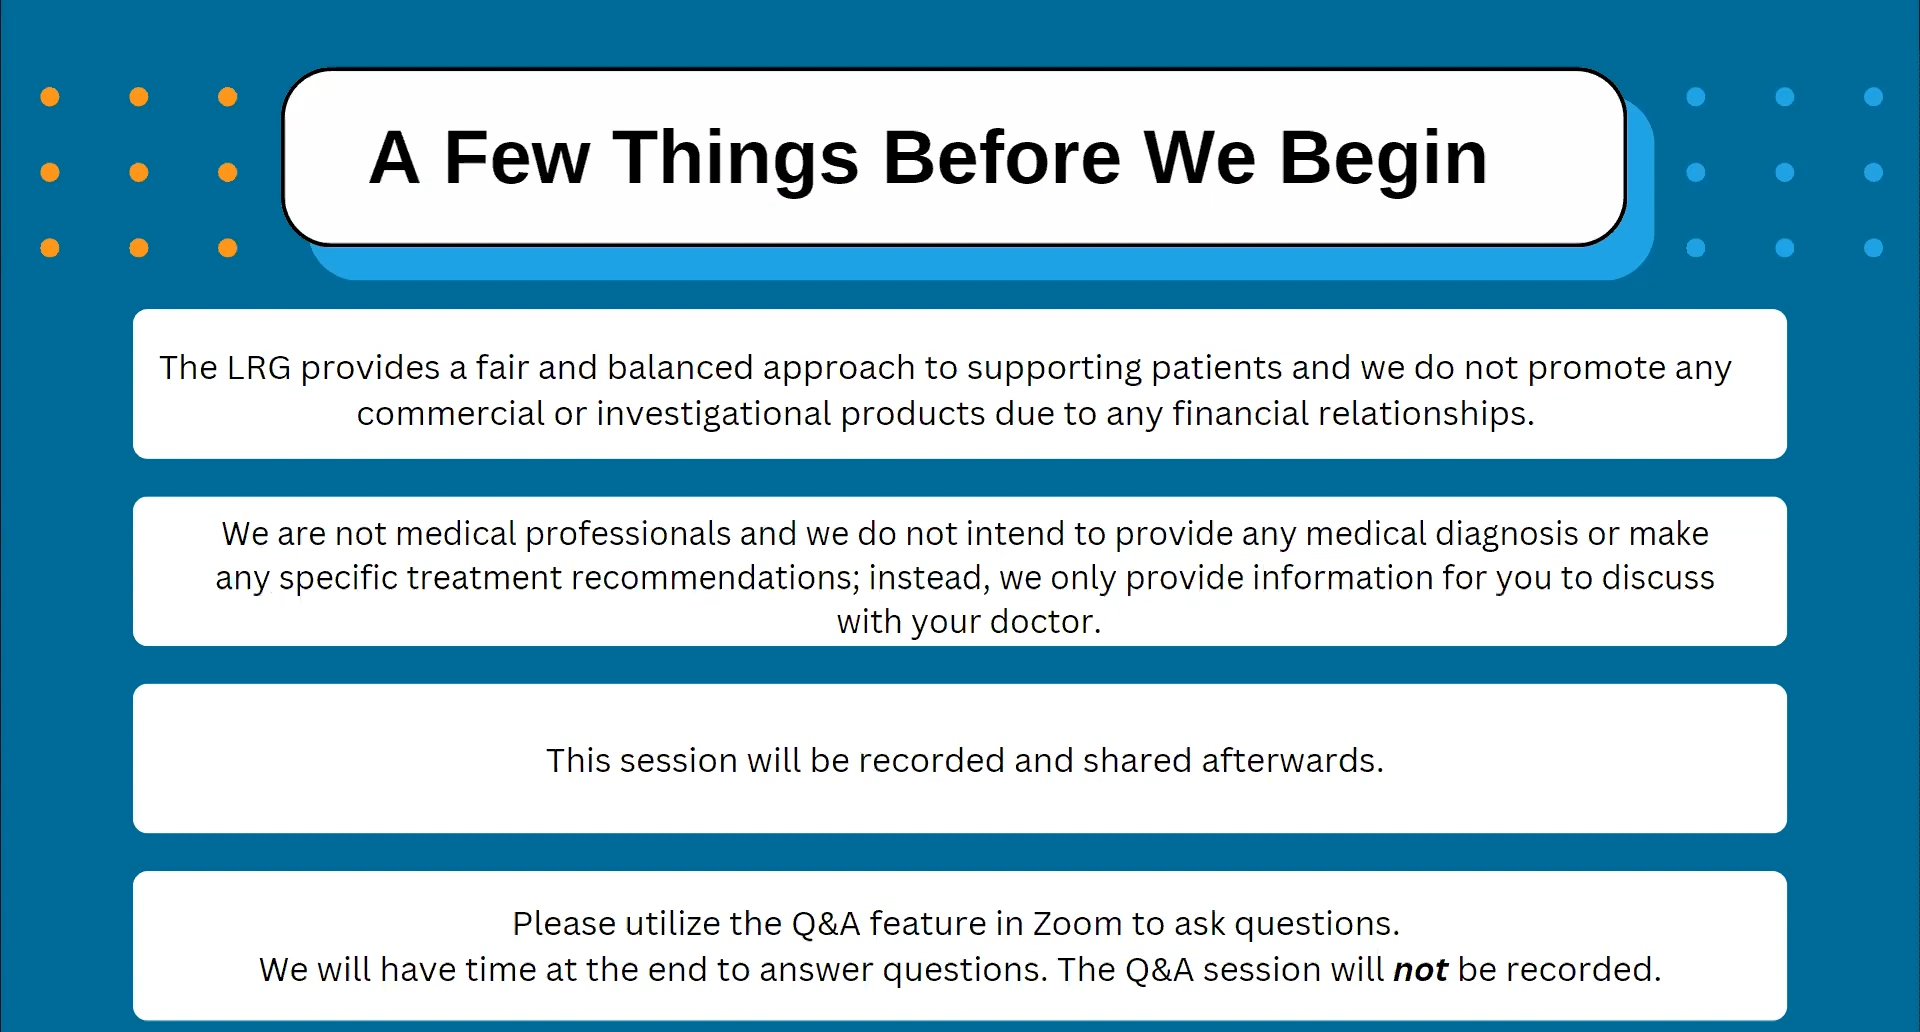 A Few Things Before We Begin
The LRG provides a fair and balanced approach to supporting patients and we do not promote any
commercial or investigational products due to any financial relationships.
We are not medical professionals and we do not intend to provide any medical diagnosis or make
any specific treatment recommendations; instead, we only provide information for you to discuss
with your doctor.
This session will be recorded and shared afterwards.
Please utilize the Q&A feature in Zoom to ask questions.
We will have time at the end to answer questions. The Q&A session will not be recorded.